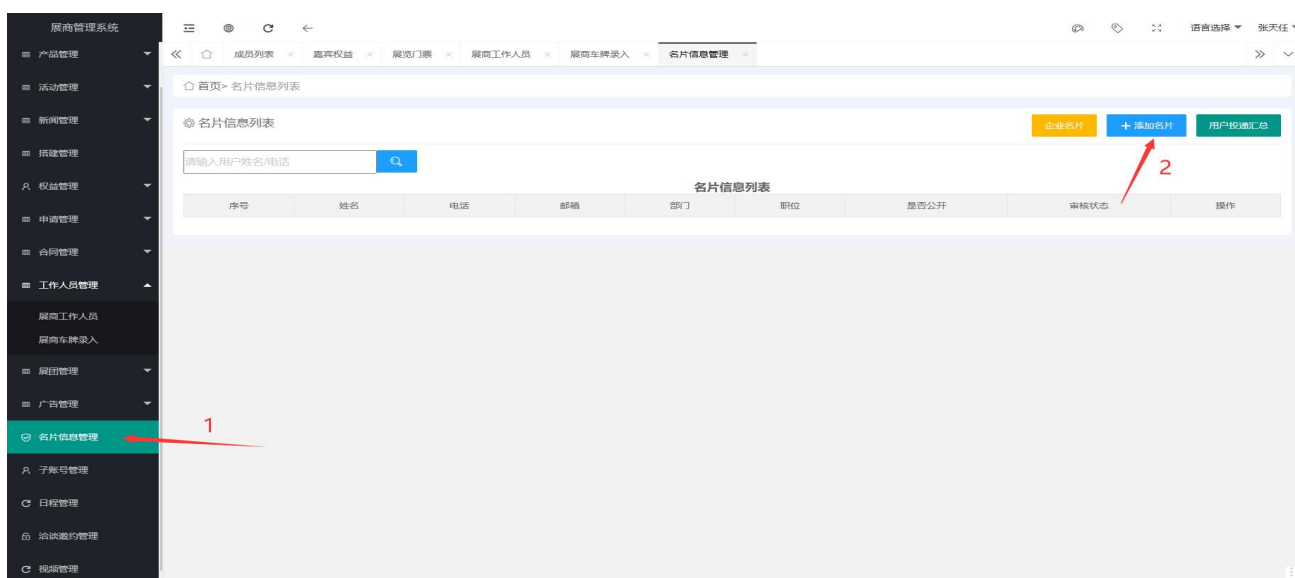 展商管理系统
语言选择 张天任
产品管理
成员列表 嘉宾权益 展览门票 展商工作人员 展商车牌录入 名片信息管理
活动管理
首页> 名片信息列表
新闻管理
名片信息列表
企业名片 + 添加名片 用户投递汇总
搭建管理
请输入用户姓名/电话
2
权益管理
名片信息列表
序号 姓名 电话 邮箱 部门 职位 是否公开 审核状态 操作
申请管理
合同管理
工作人员管理
展商工作人员
展商车牌录入
展团管理
广告管理
1
名片信息管理
子账号管理
日程管理
洽谈邀约管理
视频管理